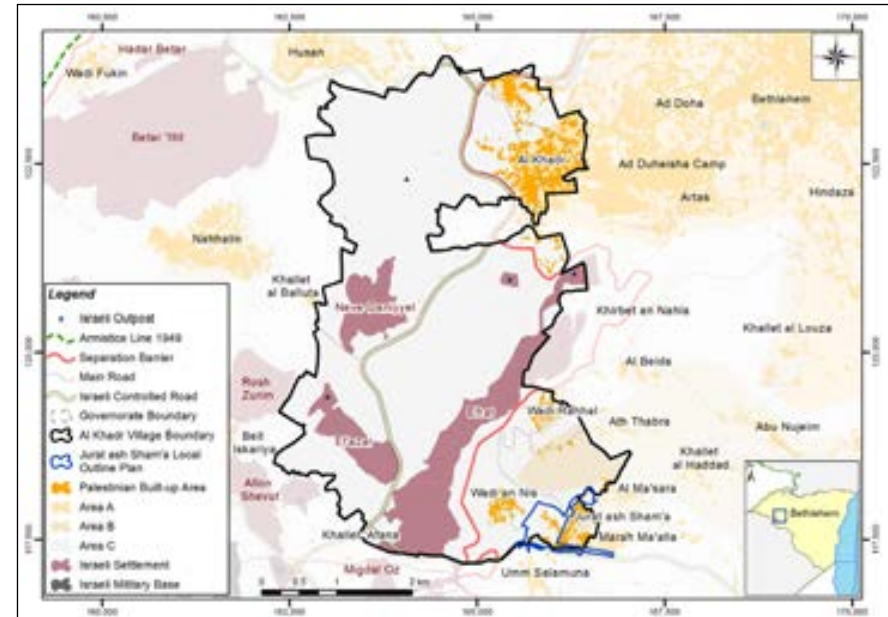 Hadar Betar
Husan
Wadi Fukin
Ad Doha
Bethlehem
Betar 'Illit
Al Khadr
Ad Duheisha Camp
Artas
Hindaza
Nahhalin
Khallet
al Balluta
Neve Daniyyel
Khirbet an Nahla
Khallet al Louza
Al Beida
Rosh
Zurim
Efrat
Wadi Rahhal
Ath Thabra
Abu Nujeim
Beit
Iskariya
Khallet
al Haddad
Allon
Shevut
Wadi an Nis
Al Ma'sara
Jurat ash Sham'a
Marah Ma'alla
Khallet Afana
Migdal Oz
Umm Salamuna
Legend
Israeli Outpost
Armistice Line 1949
Separation Barrier
Main Road
Israeli Controlled Road
Governorate Boundary
Al Khadr Village Boundary
Jurat ash Sham'a Local
Outline Plan
Palestinian Built-up Area
Area A
Area B
Area C
Israeli Settlement
Israeli Military Base
0 0.5 1 2 km
Bethlehem